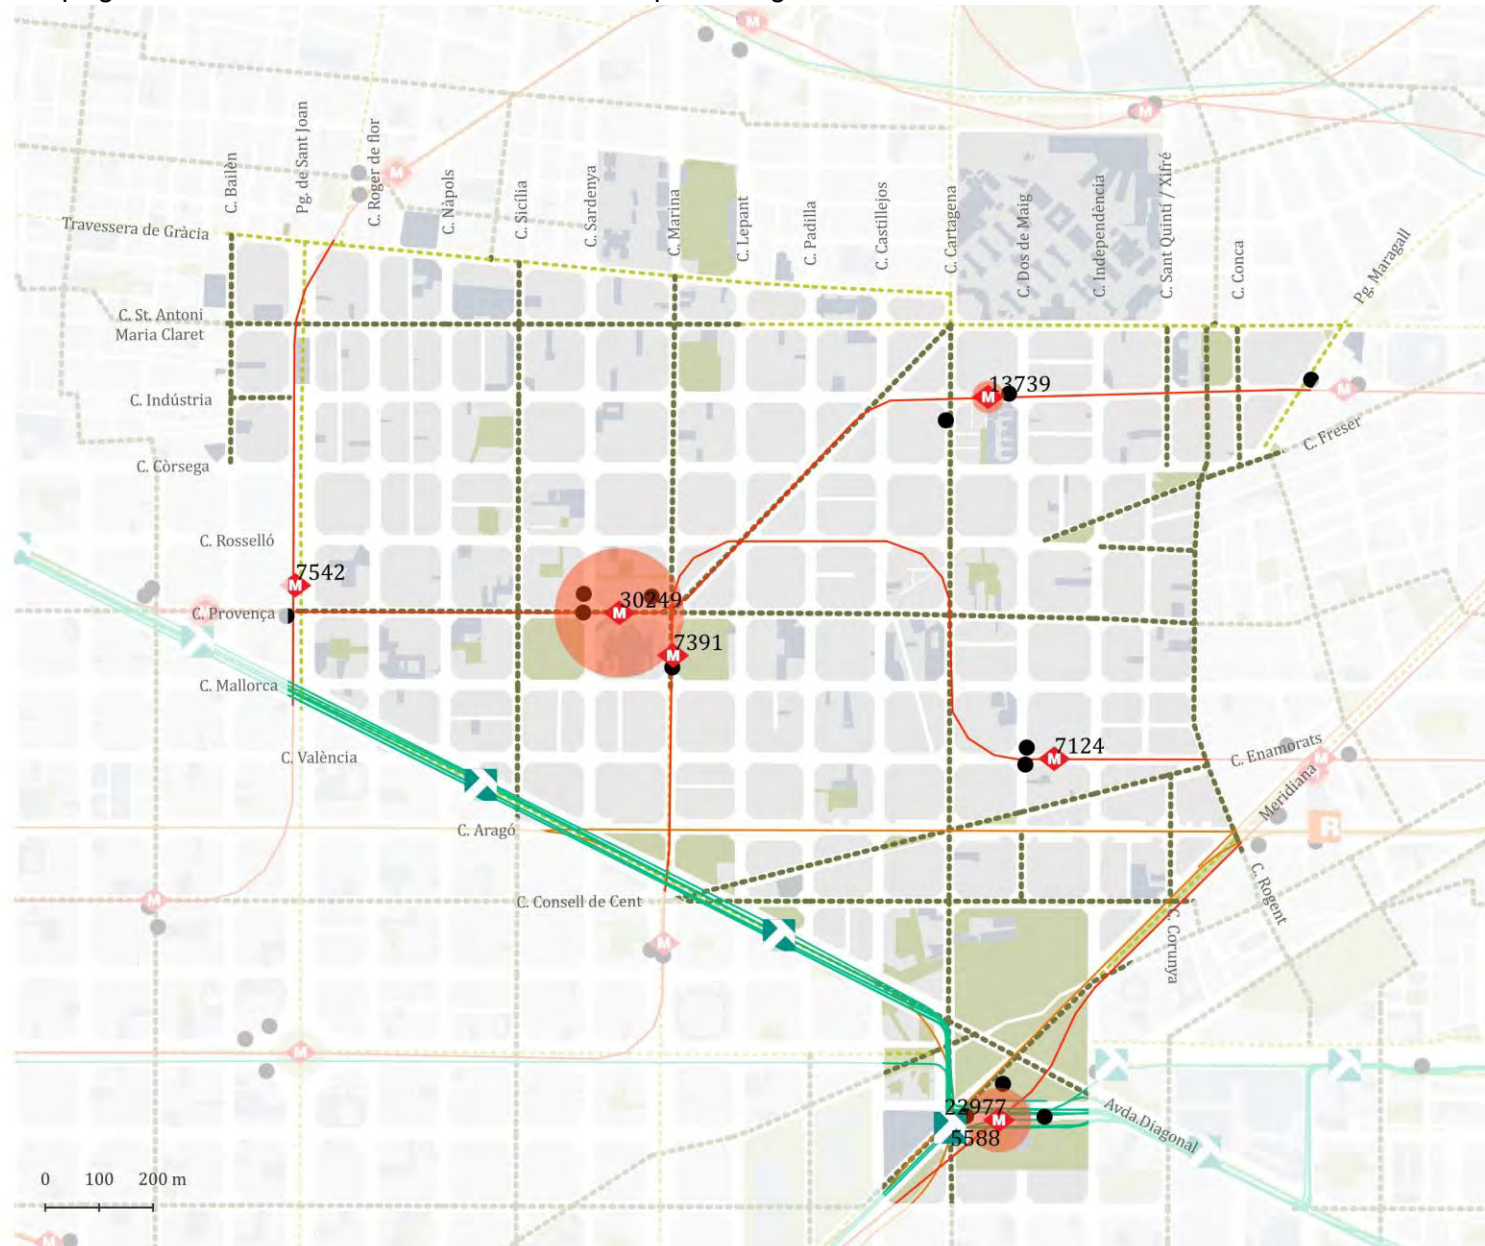 C. Bailèn
Pg. de Sant Joan
C. Roger de flor
C. Nàpols
C. Sicília
C. Sardenya
C. Marina
C. Lepant
C. Padilla
C. Castillejos
C. Cartagena
C. Dos de Maig
C. Independència
C. Sant Quintí / Xifré
C. Conca
Pg. Maragall
Travessera de Gràcia
C. St. Antoni
Maria Claret
C. Indústria
13739
M
M
M
M
M
C. Freser
C. Còrsega
C. Rosselló
7542
M
30249
M
C. Provença
7391
M
C. Mallorca
C. València
7124
M
C. Enamorats
M
Meridiana
R
C. Aragó
C. Rogent
C. Consell de Cent
M
M
C. Corunya
M
22977
M
5588
Avda.Diagonal
0 100 200 m
M